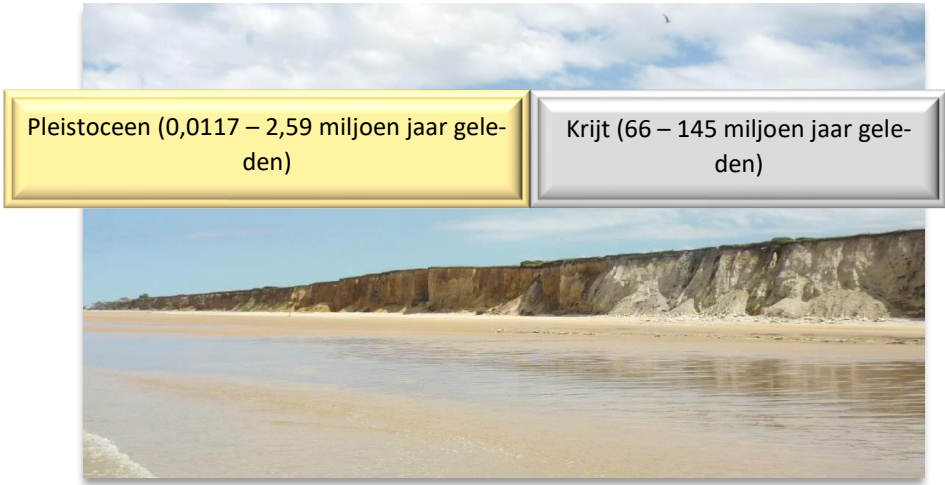 Pleistoceen (0,0117 – 2,59 miljoen jaar gele-
den)
Krijt (66 – 145 miljoen jaar gele-
den)